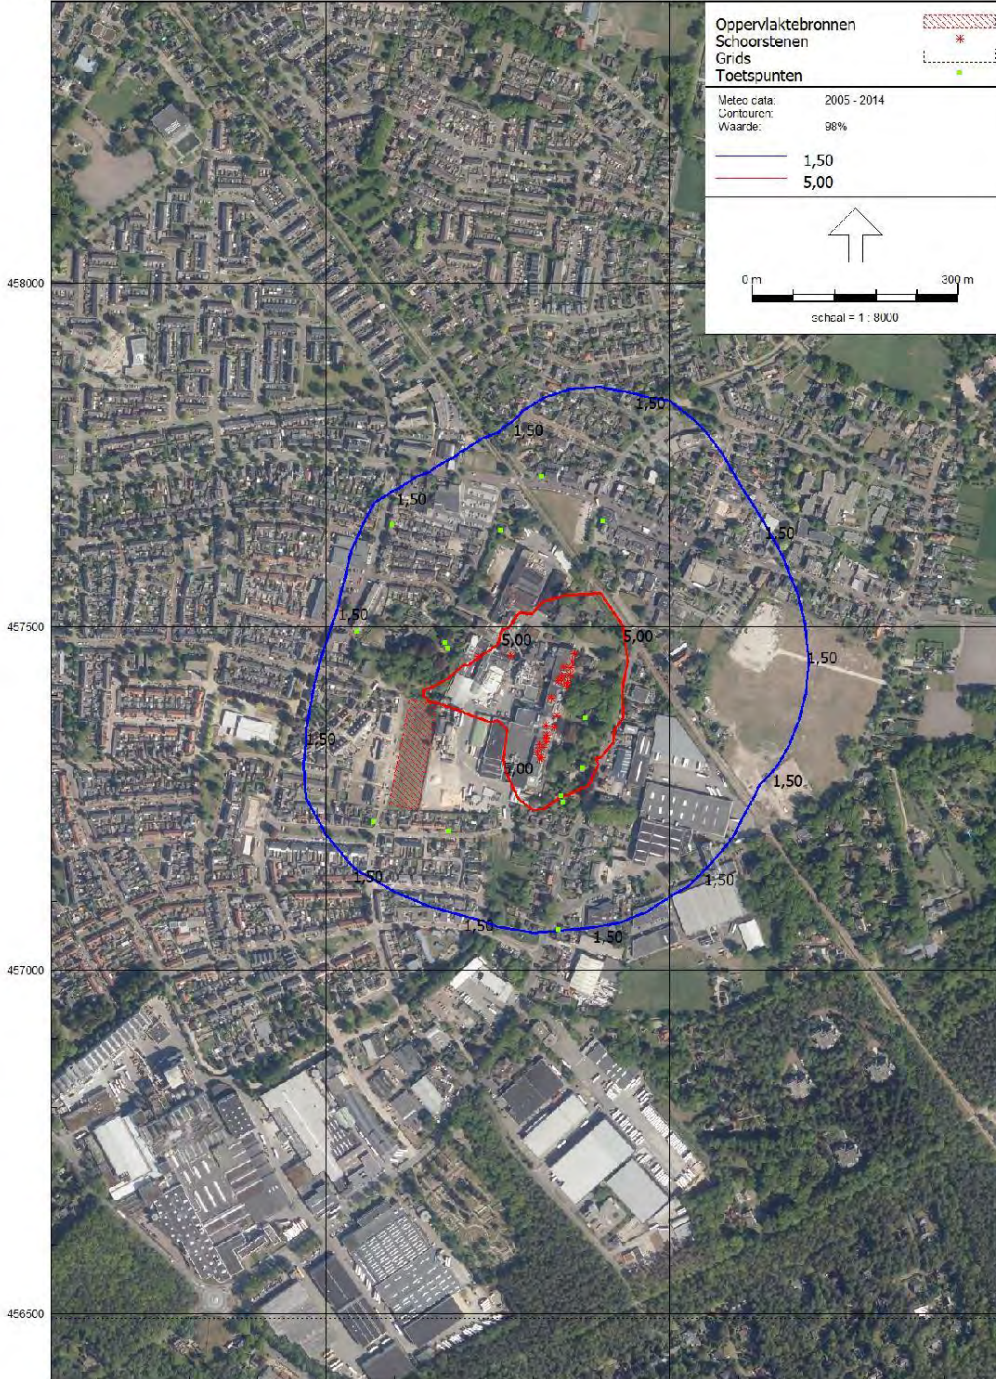 Oppervlaktebronnen
Schoorstenen
Grids
Toetspunten
Meteo data: 2005 - 2014
Contouren:
Waarde: 98%
1,50
5,00
0 m 300 m
schaal = 1 : 8000
458000
1,50
1,50
1,50
1,50
1,50
457500
5,00
5,00
1,50
1,50
5,00
1,50
1,50
1,50
1,50
1,50
457000
456500